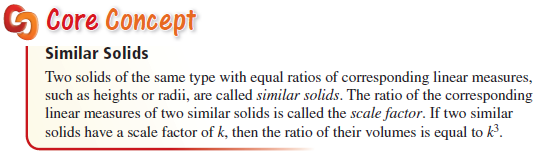 Core Concept
Similar Solids
Two solids of the same type with equal ratios of corresponding linear measures,
such as heights or radii, are called similar solids. The ratio of the corresponding
linear measures of two similar solids is called the scale factor. If two similar
solids have a scale factor of k, then the ratio of their volumes is equal to k³.